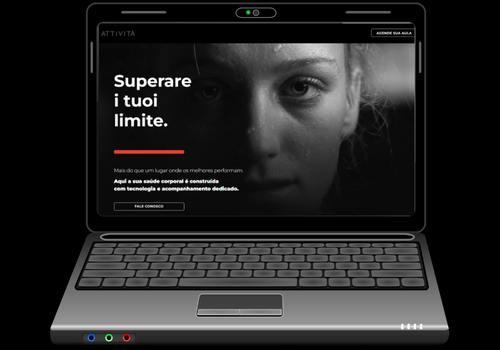 ATTIVITÀ
AGENDE SUA AULA
Superare
i tuoi
limite.
Mais do que um lugar onde os melhores performam.
Aqui a sua saúde corporal é construída
com tecnologia e acompanhamento dedicado.
FALE CONOSCO